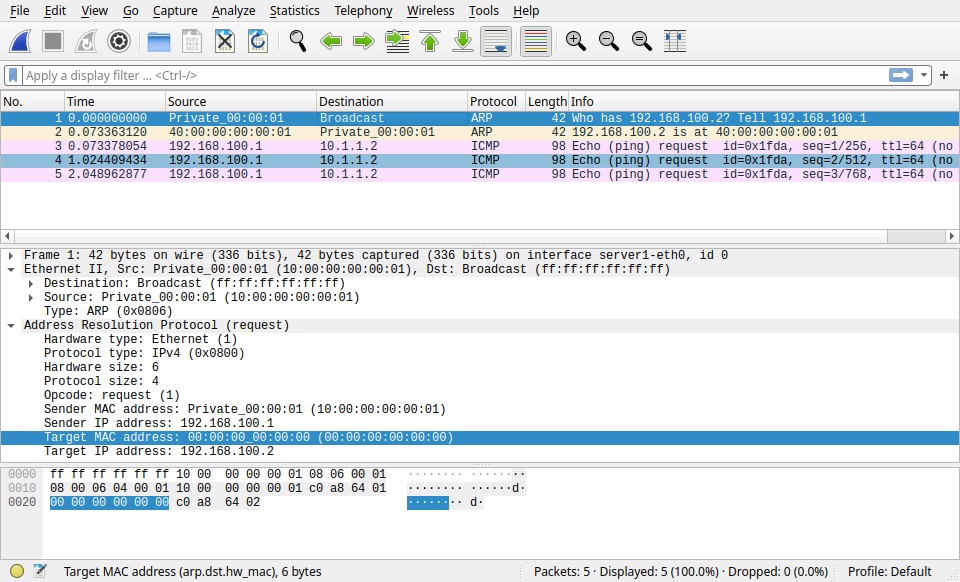 File Edit View Go Capture Analyze Statistics Telephony Wireless Tools Help
Apply a display filter ... <Ctrl-/>
No. Time Source Destination Protocol Length Info
1 0.000000000 Private_00:00:01 Broadcast ARP 42 Who has 192.168.100.2? Tell 192.168.100.1
2 0.073363120 40:00:00:00:00:01 Private_00:00:01 ARP 42 192.168.100.2 is at 40:00:00:00:00:01
3 0.073378054 192.168.100.1 10.1.1.2 ICMP 98 Echo (ping) request id=0x1fda, seq=1/256, ttl=64 (no
4 1.024409434 192.168.100.1 10.1.1.2 ICMP 98 Echo (ping) request id=0x1fda, seq=2/512, ttl=64 (no
5 2.048962877 192.168.100.1 10.1.1.2 ICMP 98 Echo (ping) request id=0x1fda, seq=3/768, ttl=64 (no
Frame 1: 42 bytes on wire (336 bits), 42 bytes captured (336 bits) on interface server1-eth0, id 0
Ethernet II, Src: Private_00:00:01 (10:00:00:00:00:01), Dst: Broadcast (ff:ff:ff:ff:ff:ff)
Destination: Broadcast (ff:ff:ff:ff:ff:ff)
Source: Private_00:00:01 (10:00:00:00:00:01)
Type: ARP (0x0806)
Address Resolution Protocol (request)
Hardware type: Ethernet (1)
Protocol type: IPv4 (0x0800)
Hardware size: 6
Protocol size: 4
Opcode: request (1)
Sender MAC address: Private_00:00:01 (10:00:00:00:00:01)
Sender IP address: 192.168.100.1
Target MAC address: 00:00:00_00:00:00 (00:00:00:00:00:00)
Target IP address: 192.168.100.2
0000 ff ff ff ff ff ff 10 00 00 00 00 01 08 06 00 01 ········ ········
0010 08 00 06 04 00 01 10 00 00 00 00 01 c0 a8 64 01 ········ ······d·
0020 00 00 00 00 00 00 c0 a8 64 02 ········ d·
Target MAC address (arp.dst.hw_mac), 6 bytes Packets: 5 · Displayed: 5 (100.0%) · Dropped: 0 (0.0%) Profile: Default